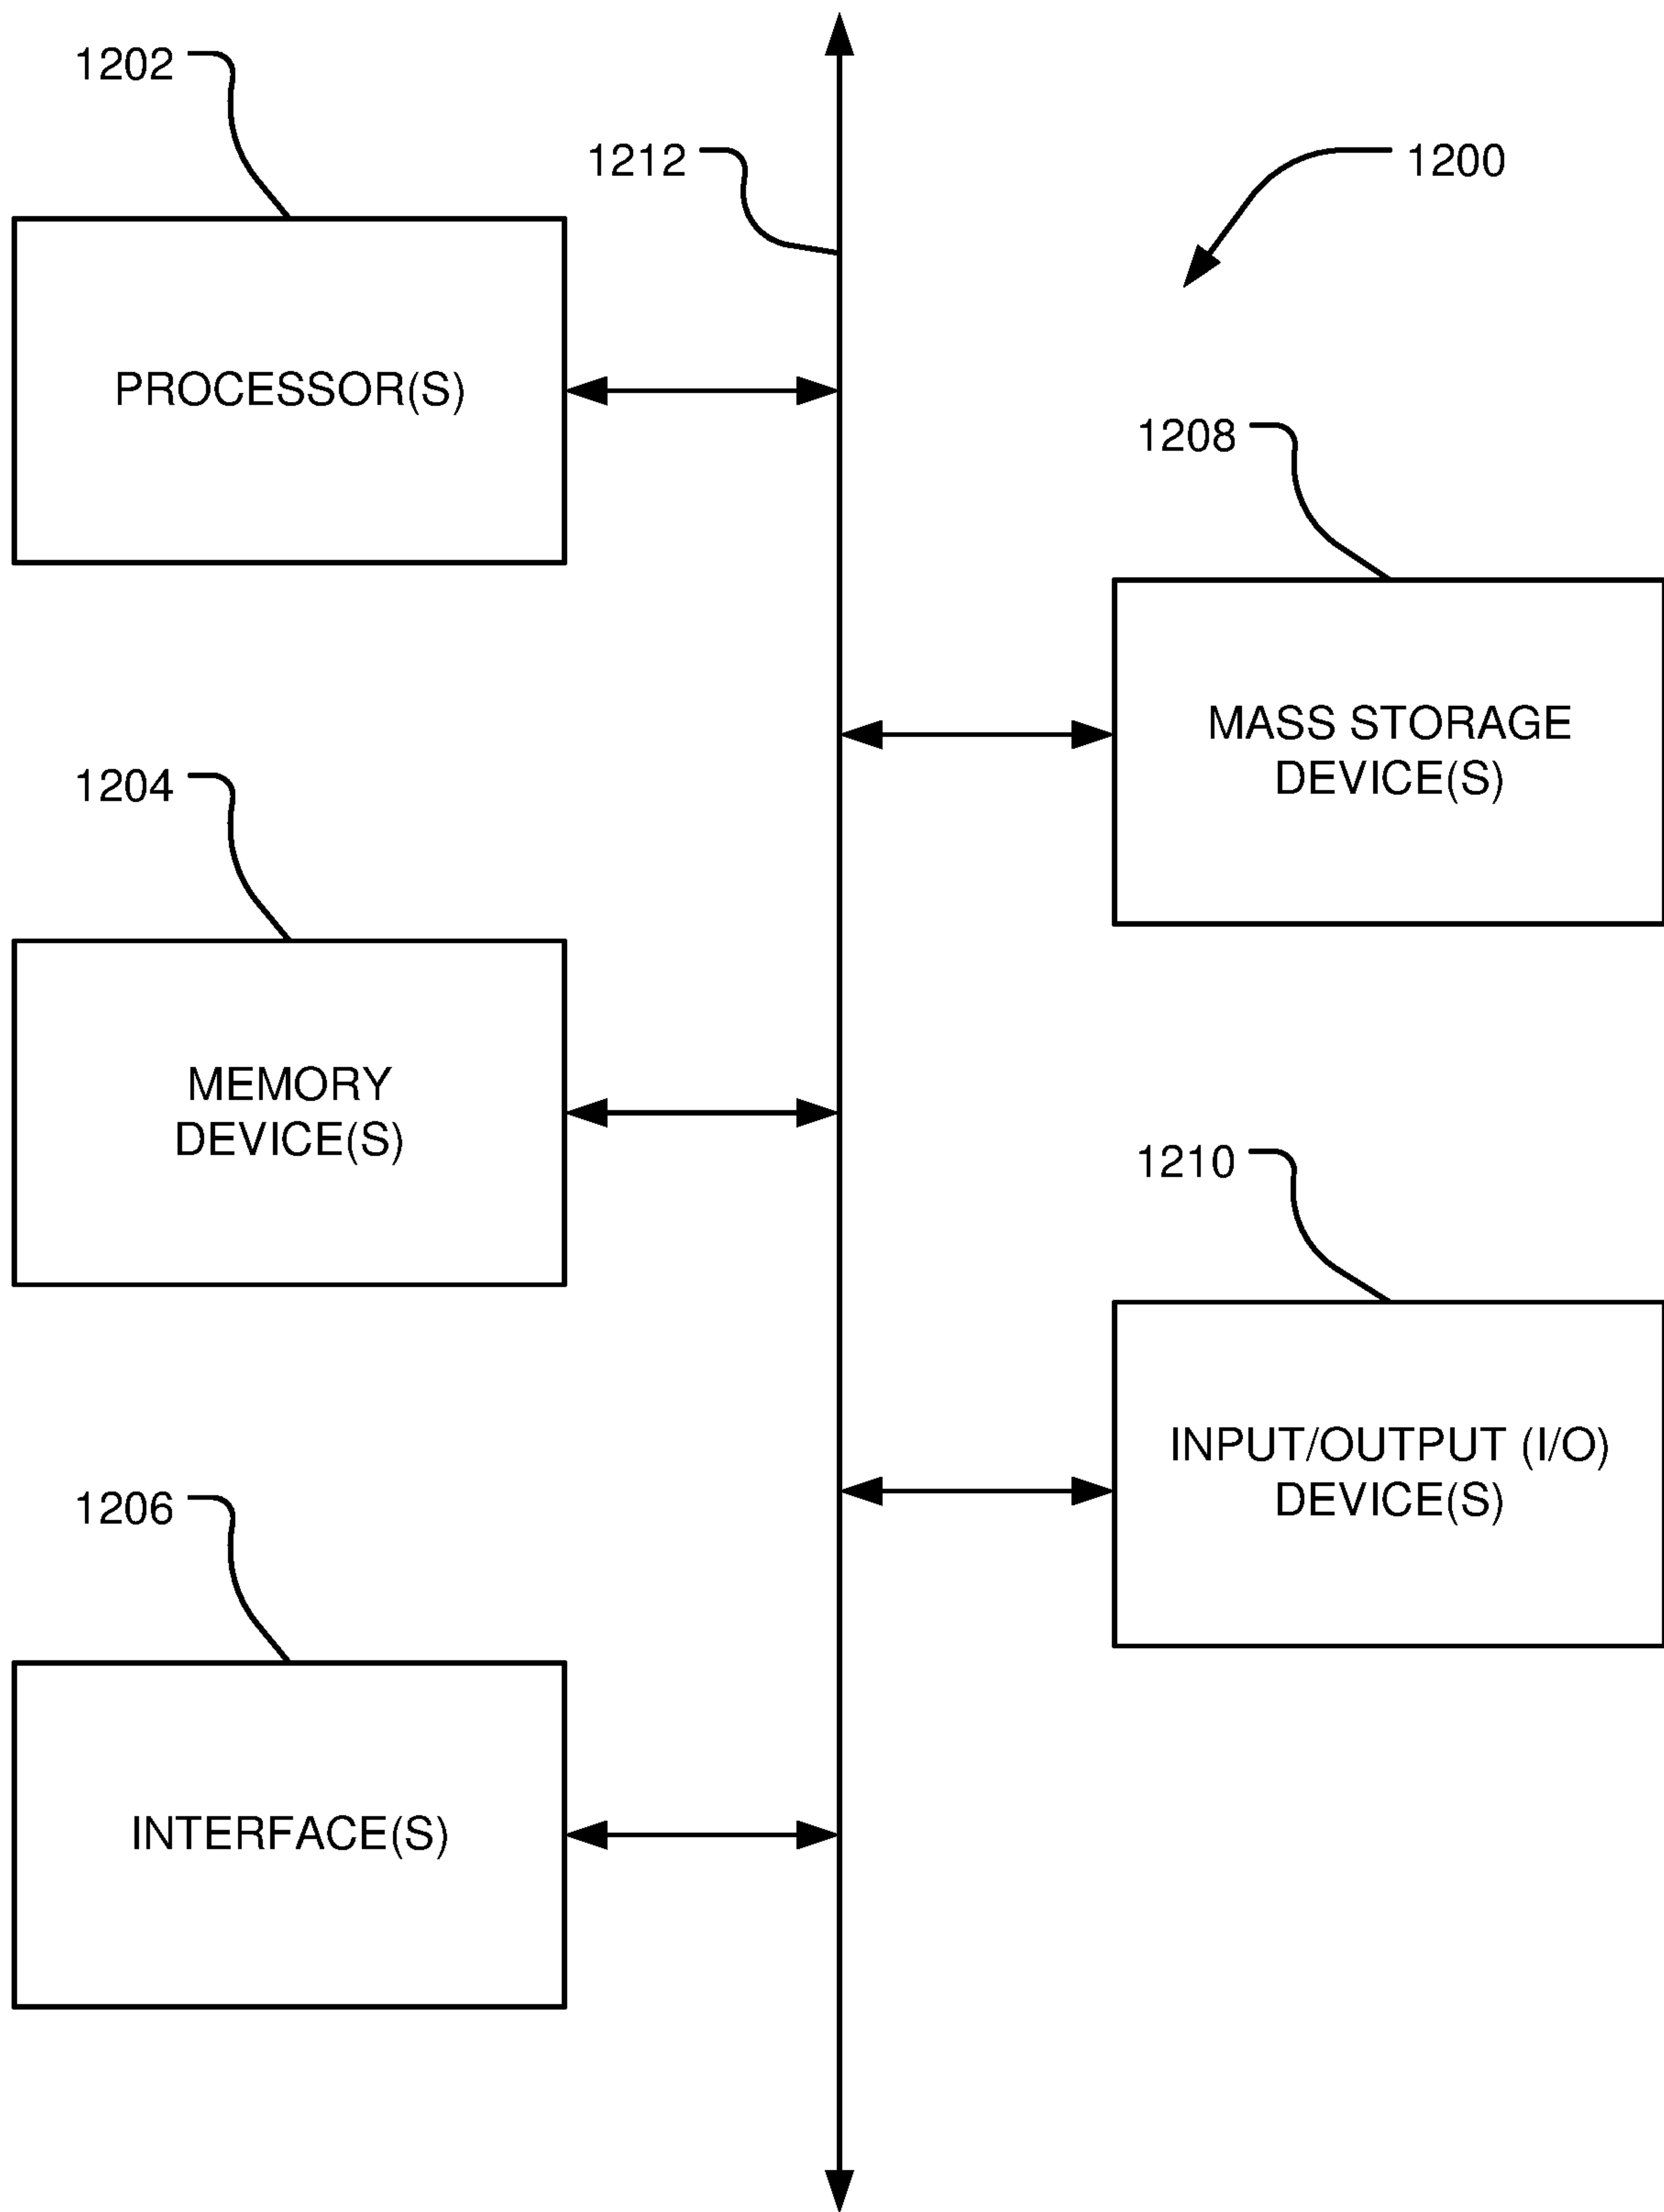 1202
1212
1200
PROCESSOR(S)
1208
MASS STORAGE
DEVICE(S)
1204
MEMORY
DEVICE(S)
1210
INPUT/OUTPUT (I/O)
DEVICE(S)
1206
INTERFACE(S)